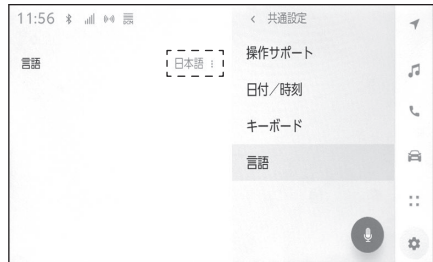 11:56
言語
日本語
共通設定
操作サポート
日付／時刻
キーボード
言語